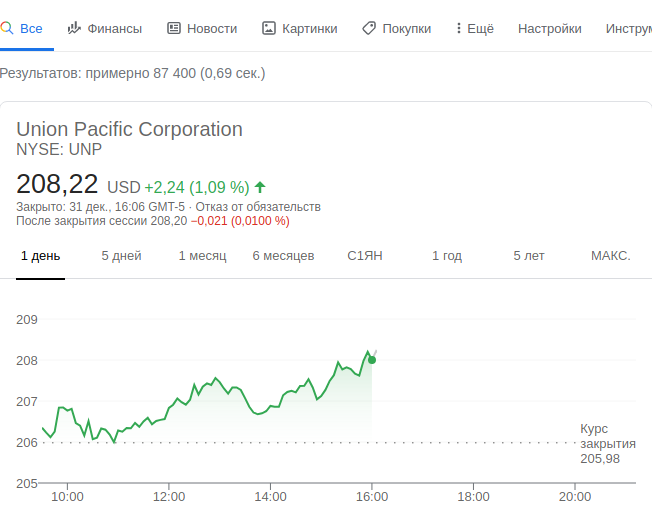 Все Финансы Новости Картинки Покупки Ещё Настройки Инструм
Результатов: примерно 87 400 (0,69 сек.)
Union Pacific Corporation
NYSE: UNP
208,22 USD +2,24 (1,09 %)
Закрыто: 31 дек., 16:06 GMT-5 · Отказ от обязательств
После закрытия сессии 208,20 −0,021 (0,0100 %)
1 день 5 дней 1 месяц 6 месяцев С1ЯН 1 год 5 лет МАКС.
209
208
207
206
Курс
закрытия
205,98
205
10:00 12:00 14:00 16:00 18:00 20:00